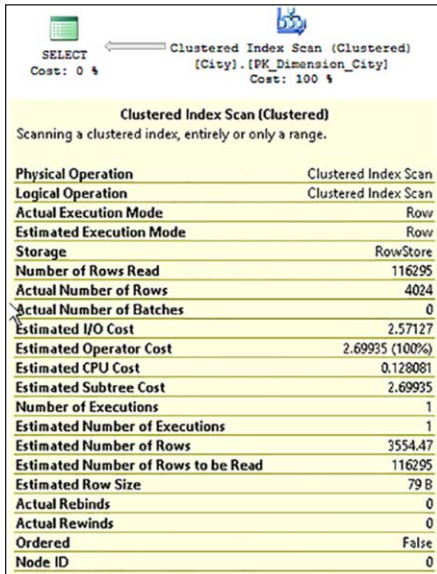 SELECT
Cost: 0 %
Clustered Index Scan (Clustered)
[City].[PK_Dimension_City]
Cost: 100 %
Clustered Index Scan (Clustered)
Scanning a clustered index, entirely or only a range.
Physical Operation Clustered Index Scan
Logical Operation Clustered Index Scan
Actual Execution Mode Row
Estimated Execution Mode Row
Storage RowStore
Number of Rows Read 116295
Actual Number of Rows 4024
Actual Number of Batches 0
Estimated I/O Cost 2.57127
Estimated Operator Cost 2.69935 (100%)
Estimated CPU Cost 0.128081
Estimated Subtree Cost 2.69935
Number of Executions 1
Estimated Number of Executions 1
Estimated Number of Rows 3554.47
Estimated Number of Rows to be Read 116295
Estimated Row Size 79 B
Actual Rebinds 0
Actual Rewinds 0
Ordered False
Node ID 0